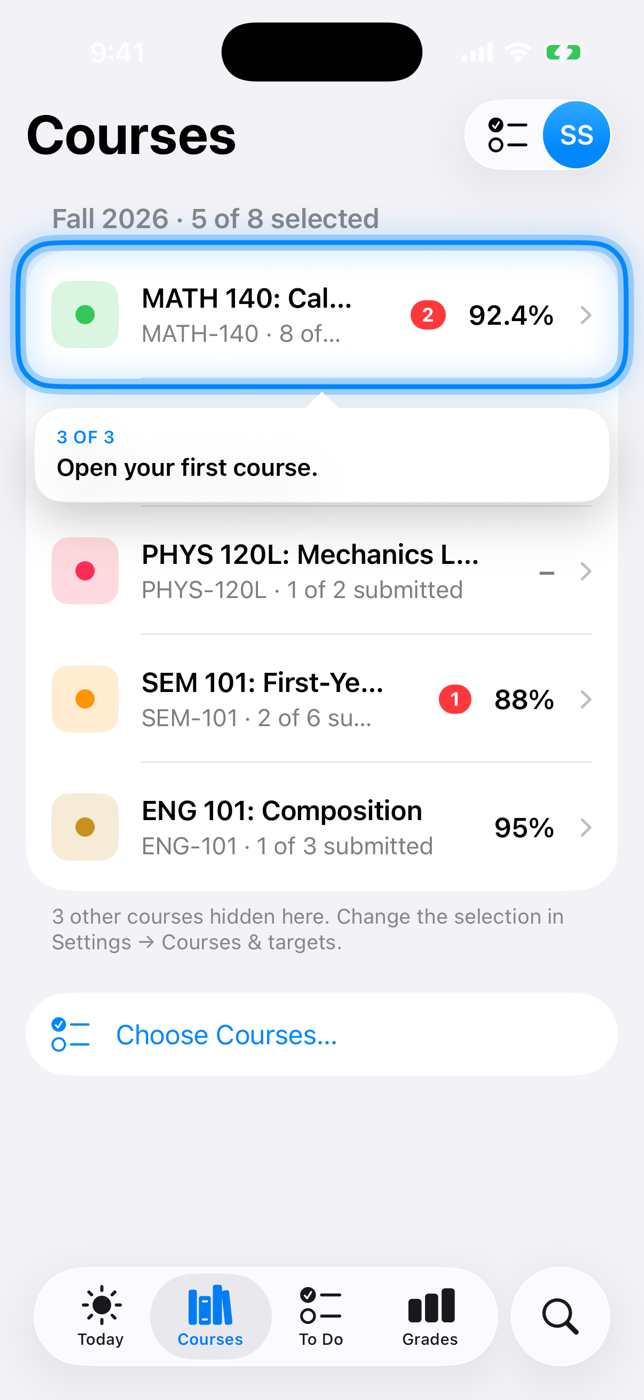 9:41
Courses
SS
Fall 2026 · 5 of 8 selected
MATH 140: Cal...
2
92.4%
MATH-140 · 8 of...
3 OF 3
Open your first course.
PHYS 120L: Mechanics L...
–
PHYS-120L · 1 of 2 submitted
SEM 101: First-Ye...
1
88%
SEM-101 · 2 of 6 su...
ENG 101: Composition
95%
ENG-101 · 1 of 3 submitted
3 other courses hidden here. Change the selection in
Settings → Courses & targets.
Choose Courses...
Today
Courses
To Do
Grades